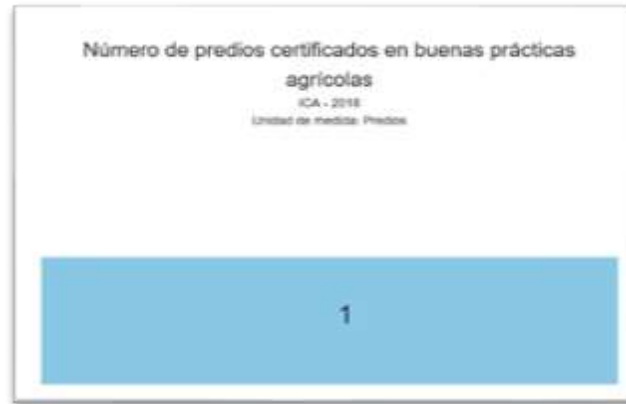 Número de predios certificados en buenas prácticas
agrícolas
ICA - 2018
Unidad de medida: Predios
1